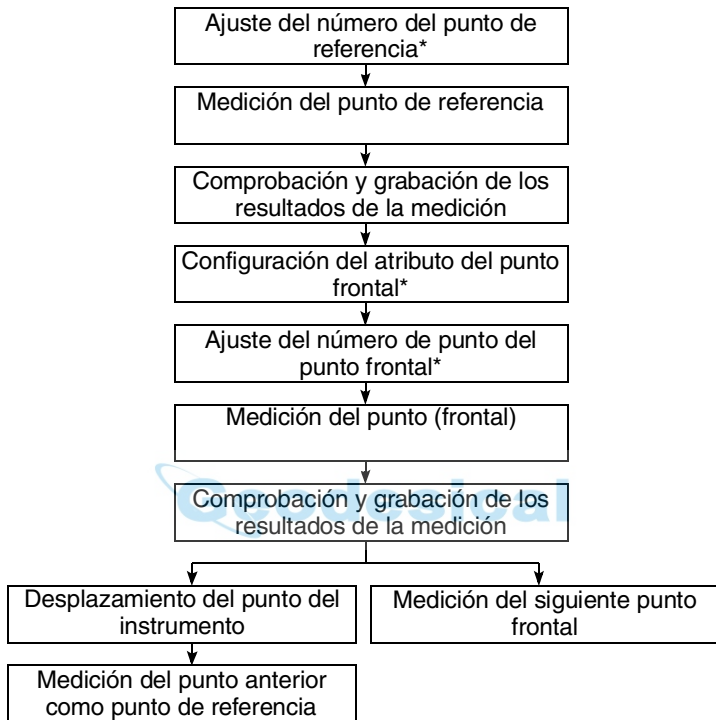 Ajuste del número del punto de
referencia*
Medición del punto de referencia
Comprobación y grabación de los
resultados de la medición
Configuración del atributo del punto
frontal*
Ajuste del número de punto del
punto frontal*
Medición del punto (frontal)
Geodesical
Comprobación y grabación de los
resultados de la medición
Desplazamiento del punto del
instrumento
Medición del siguiente punto
frontal
Medición del punto anterior
como punto de referencia